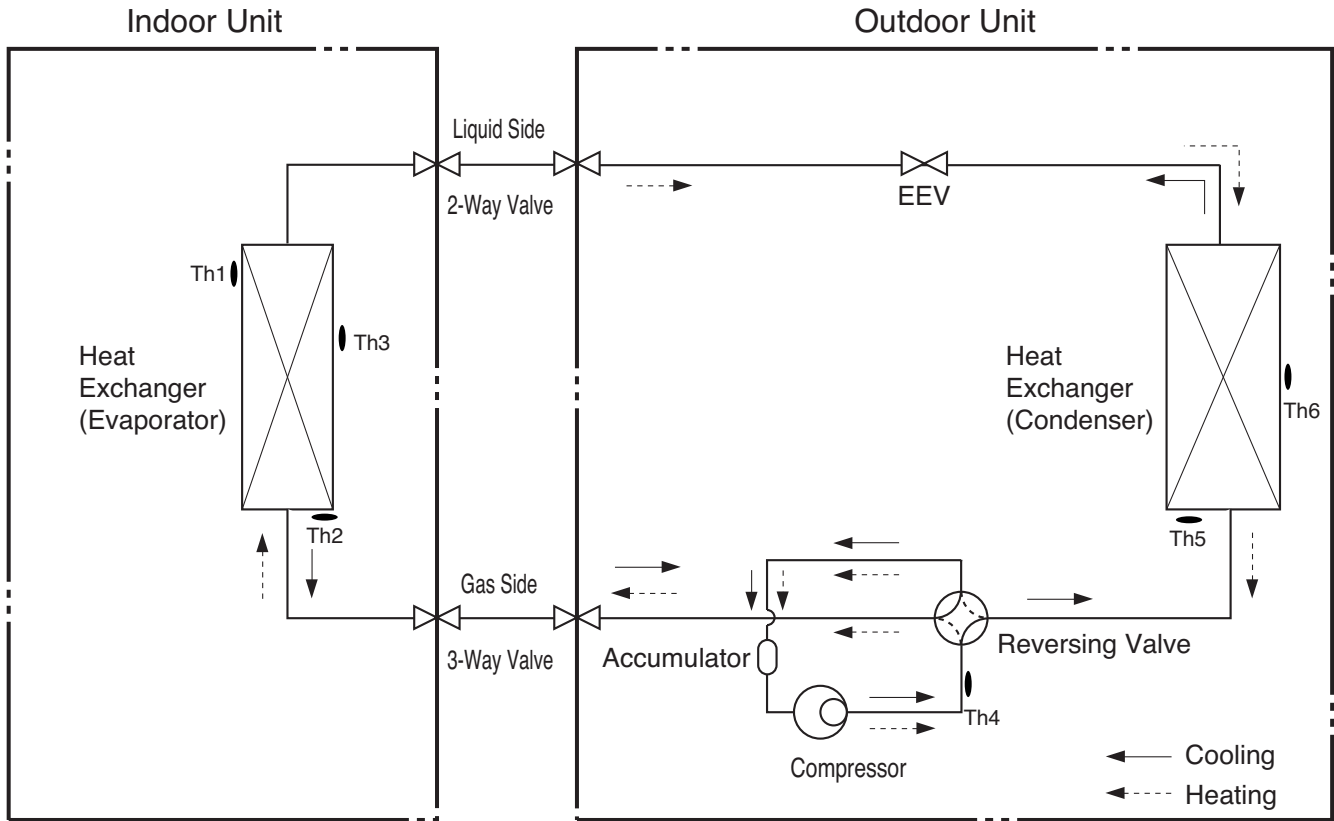 Indoor Unit
Outdoor Unit
Liquid Side
2-Way Valve
EEV
Th1
Th3
Heat
Exchanger
(Evaporator)
Th2
Heat
Exchanger
(Condenser)
Th6
Th5
Gas Side
3-Way Valve
Accumulator
Reversing Valve
Th4
Compressor
Cooling
Heating